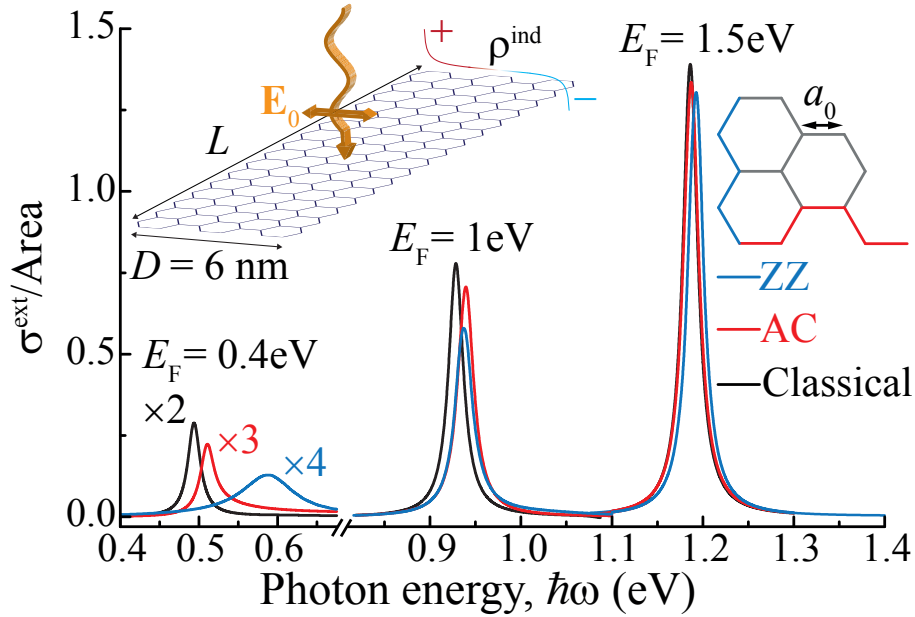 1.5
1.0
0.5
0.0
σ^ext/Area
+
ρ^ind
−
E_0
L
D = 6 nm
E_F = 1.5eV
a_0
E_F = 1eV
E_F = 0.4eV
×2
×3
×4
ZZ
AC
Classical
0.4 0.5 0.6 0.9 1.0 1.1 1.2 1.3 1.4
Photon energy, ℏω (eV)